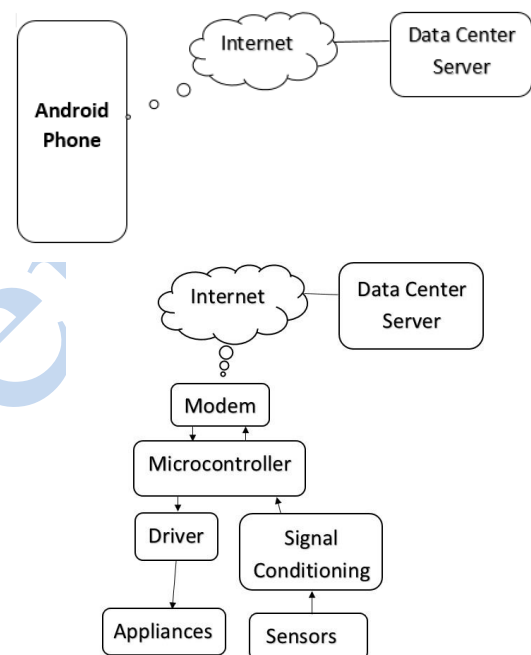 Internet
Data Center
Server
Android
Phone
Internet
Data Center
Server
Modem
Microcontroller
Driver
Signal
Conditioning
Appliances
Sensors